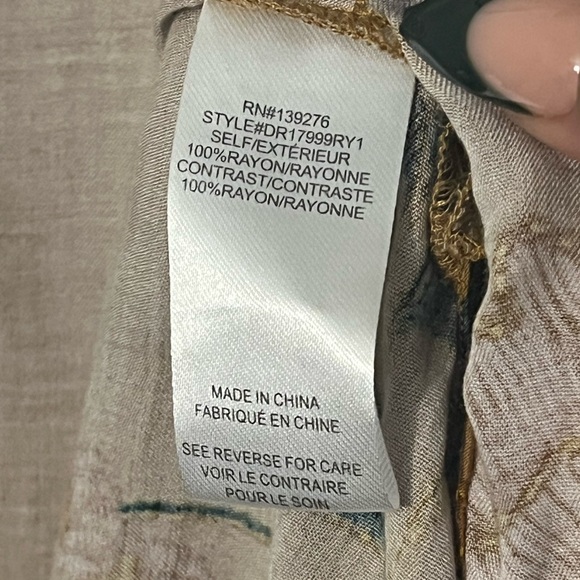 RN#139276
STYLE#DR17999RY1
SELF/EXTÉRIEUR
100%RAYON/RAYONNE
CONTRAST/CONTRASTE
100%RAYON/RAYONNE
MADE IN CHINA
FABRIQUÉ EN CHINE
SEE REVERSE FOR CARE
VOIR LE CONTRAIRE
POUR LE SOIN